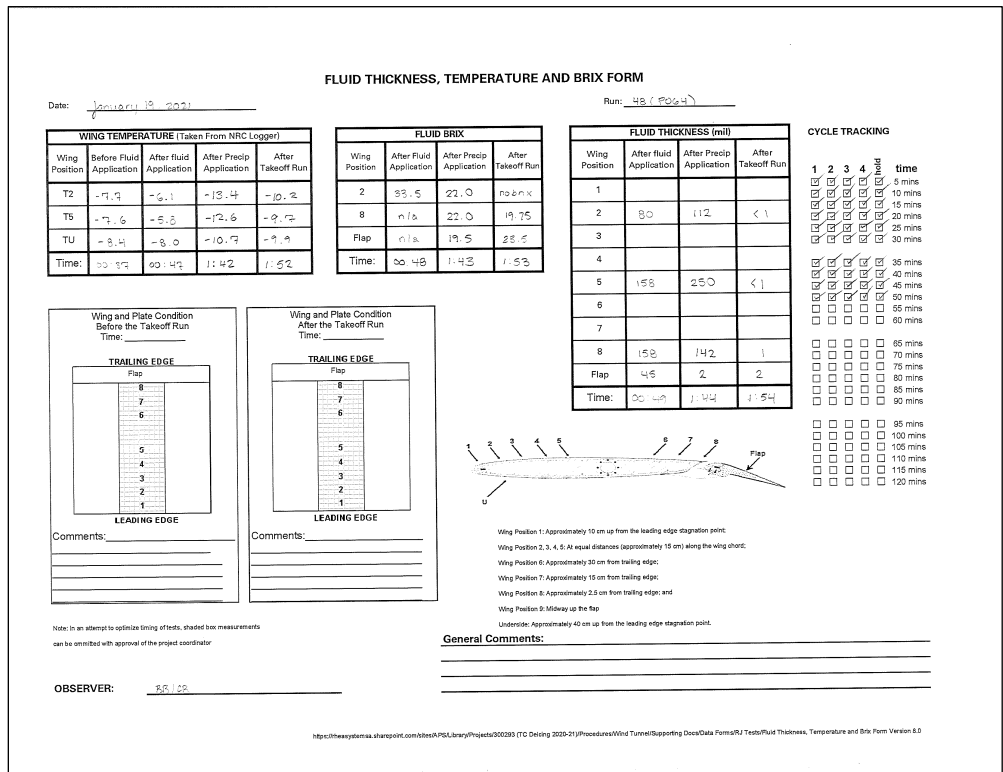 FLUID THICKNESS, TEMPERATURE AND BRIX FORM
Date: January 19 2021
Run: 48 (P064)
WING TEMPERATURE (Taken From NRC Logger)
Wing Position Before Fluid Application After fluid Application After Precip Application After Takeoff Run
T2 -7.7 -6.1 -13.4 -10.2
T5 -7.6 -5.8 -12.6 -9.7
TU -8.4 -8.0 -10.7 -9.9
Time: 00:37 00:47 1:42 1:52
FLUID BRIX
Wing Position After Fluid Application After Precip Application After Takeoff Run
2 33.5 22.0 no brix
8 n/a 22.0 19.75
Flap n/a 19.5 23.5
Time: 00:48 1:43 1:53
FLUID THICKNESS (mil)
Wing Position After fluid Application After Precip Application After Takeoff Run
1
2 80 112 <1
3
4
5 158 250 <1
6
7
8 158 142 1
Flap 45 2 2
Time: 00:49 1:44 1:54
CYCLE TRACKING
1 2 3 4 hold time
5 mins
10 mins
15 mins
20 mins
25 mins
30 mins
35 mins
40 mins
45 mins
50 mins
55 mins
60 mins
65 mins
70 mins
75 mins
80 mins
85 mins
90 mins
95 mins
100 mins
105 mins
110 mins
115 mins
120 mins
Wing and Plate Condition
Before the Takeoff Run
Time:
TRAILING EDGE
Flap
8
7
6
5
4
3
2
1
LEADING EDGE
Comments:
Wing and Plate Condition
After the Takeoff Run
Time:
TRAILING EDGE
Flap
8
7
6
5
4
3
2
1
LEADING EDGE
Comments:
1 2 3 4 5 6 7 8 Flap
U
Wing Position 1: Approximately 10 cm up from the leading edge stagnation point;
Wing Position 2, 3, 4, 5: At equal distances (approximately 15 cm) along the wing chord;
Wing Position 6: Approximately 30 cm from trailing edge;
Wing Position 7: Approximately 15 cm from trailing edge;
Wing Position 8: Approximately 2.5 cm from trailing edge; and
Wing Position 9: Midway up the flap
Underside: Approximately 40 cm up from the leading edge stagnation point.
Note: In an attempt to optimize timing of tests, shaded box measurements
can be ommitted with approval of the project coordinator
General Comments:
OBSERVER: BR/CR
https://rheasystemsa.sharepoint.com/sites/APS/Library/Projects/300293 (TC Deicing 2020-21)/Procedures/Wind Tunnel/Supporting Docs/Data Forms/RJ Tests/Fluid Thickness, Temperature and Brix Form Version 8.0